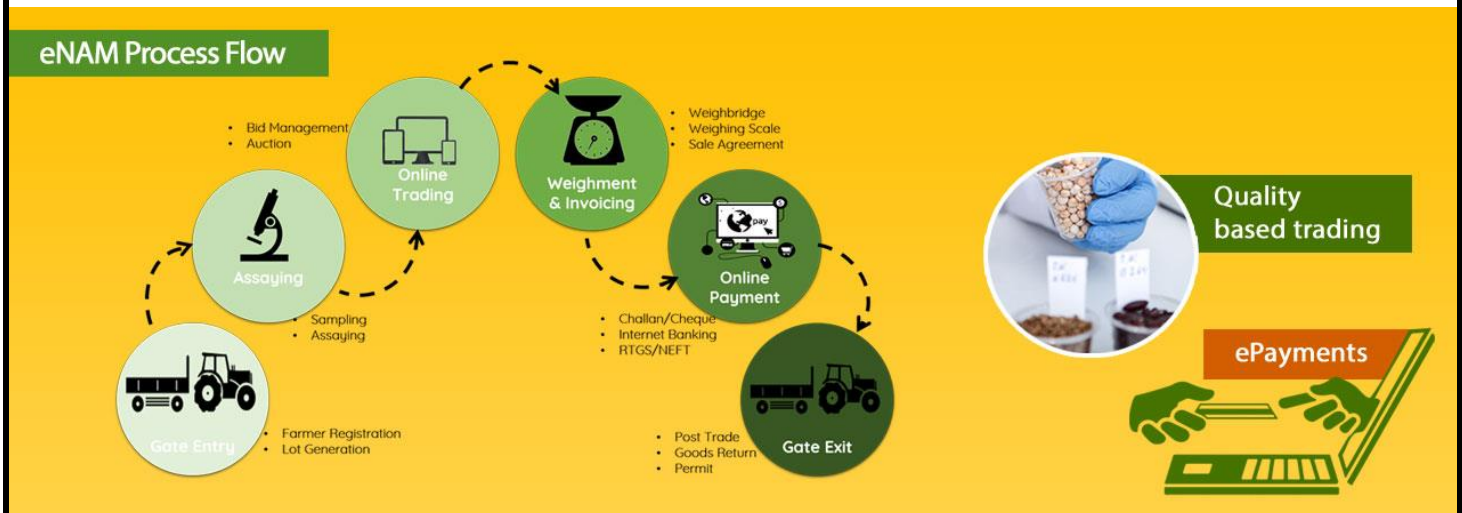 eNAM Process Flow
Gate Entry
• Farmer Registration
• Lot Generation
Assaying
• Sampling
• Assaying
• Bid Management
• Auction
Online
Trading
Weighment
& Invoicing
• Weighbridge
• Weighing Scale
• Sale Agreement
pay
Online
Payment
• Challan/Cheque
• Internet Banking
• RTGS/NEFT
Gate Exit
• Post Trade
• Goods Return
• Permit
Quality
based trading
ePayments